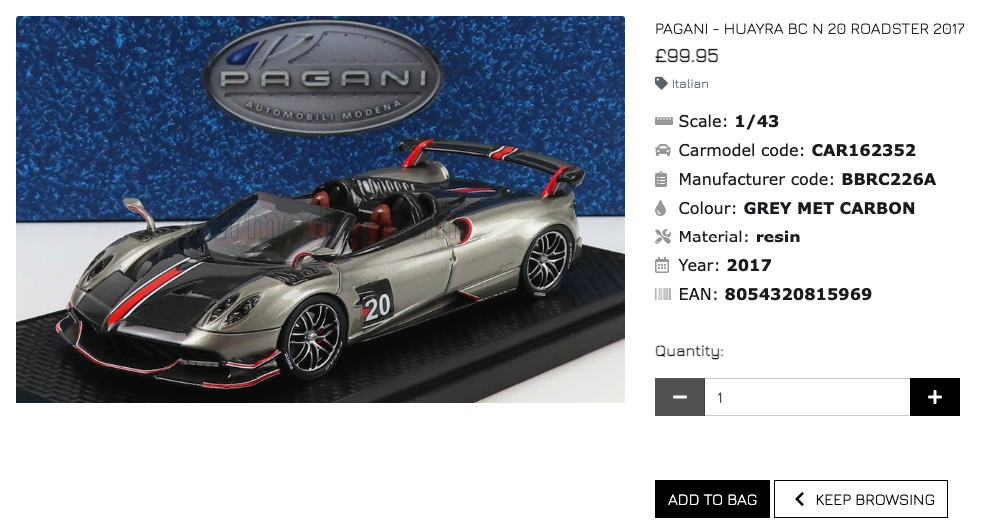 PAGANI
AUTOMOBILI MODENA
20
PAGANI - HUAYRA BC N 20 ROADSTER 2017
£99.95
Italian
Scale: 1/43
Carmodel code: CAR162352
Manufacturer code: BBRC226A
Colour: GREY MET CARBON
Material: resin
Year: 2017
EAN: 8054320815969
Quantity:
1
ADD TO BAG
KEEP BROWSING